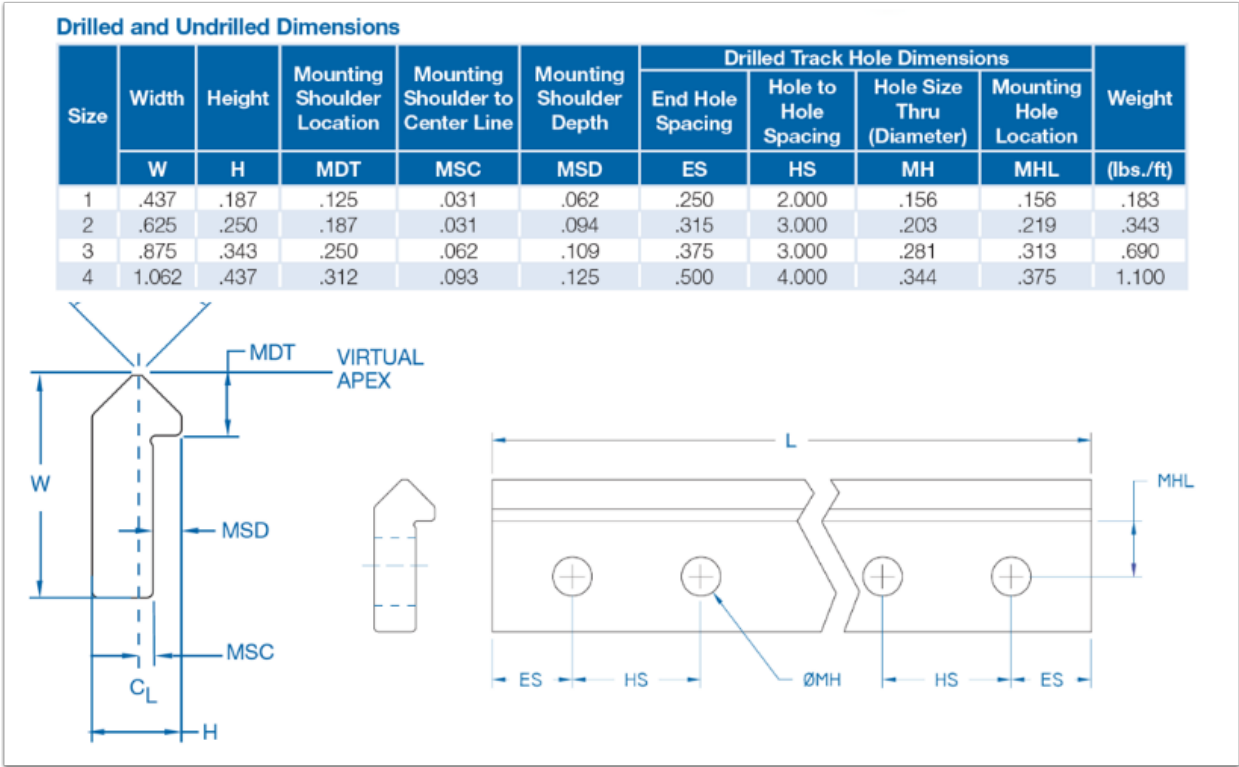 Drilled and Undrilled Dimensions
Size Width Height Mounting Shoulder Location Mounting Shoulder to Center Line Mounting Shoulder Depth Drilled Track Hole Dimensions Weight
End Hole Spacing Hole to Hole Spacing Hole Size Thru (Diameter) Mounting Hole Location
W H MDT MSC MSD ES HS MH MHL (lbs./ft)
1 .437 .187 .125 .031 .062 .250 2.000 .156 .156 .183
2 .625 .250 .187 .031 .094 .315 3.000 .203 .219 .343
3 .875 .343 .250 .062 .109 .375 3.000 .281 .313 .690
4 1.062 .437 .312 .093 .125 .500 4.000 .344 .375 1.100
MDT
VIRTUAL
APEX
W
MSD
MSC
CL
H
L
MHL
ES HS ØMH HS ES